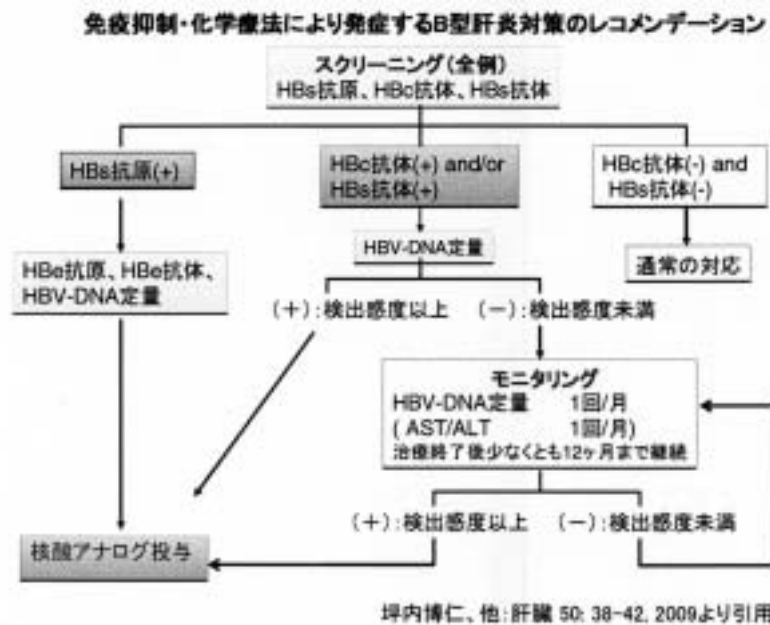 免疫抑制・化学療法により発症するB型肝炎対策のレコメンデーション
スクリーニング(全例)
HBs抗原、HBc抗体、HBs抗体
HBs抗原(+)
HBc抗体(+) and/or
HBs抗体(+)
HBc抗体(-) and
HBs抗体(-)
HBe抗原、HBe抗体、
HBV-DNA定量
HBV-DNA定量
通常の対応
(+):検出感度以上
(−):検出感度未満
モニタリング
HBV-DNA定量 1回/月
( AST/ALT 1回/月)
治療終了後少なくとも12ヶ月まで継続
(+):検出感度以上
(−):検出感度未満
核酸アナログ投与
坪内博仁、他:肝臓 50: 38-42, 2009より引用